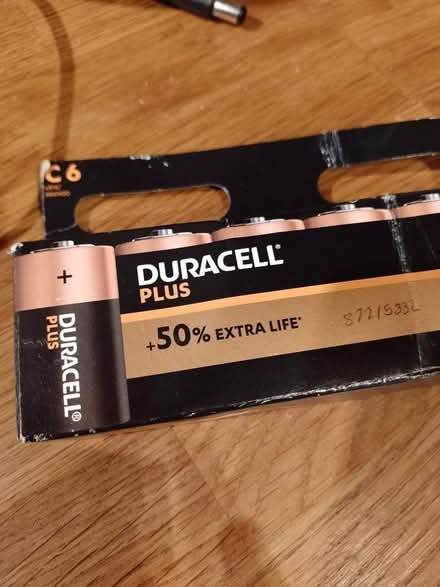 C 6
DURACELL®
PLUS
+50% EXTRA LIFE*
+
DURACELL®
PLUS